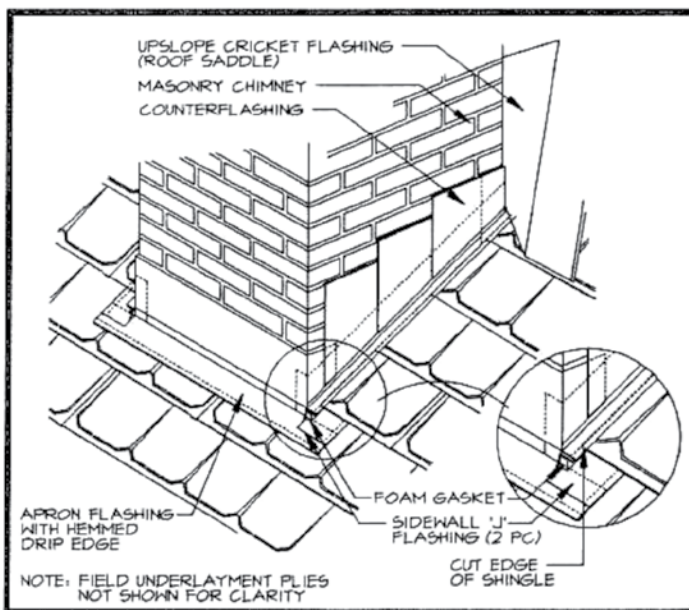 UPSLOPE CRICKET FLASHING
(ROOF SADDLE)
MASONRY CHIMNEY
COUNTERFLASHING
FOAM GASKET
SIDEWALL 'J'
FLASHING (2 PC)
CUT EDGE
OF SHINGLE
APRON FLASHING
WITH HEMMED
DRIP EDGE
NOTE: FIELD UNDERLAYMENT PLIES
NOT SHOWN FOR CLARITY